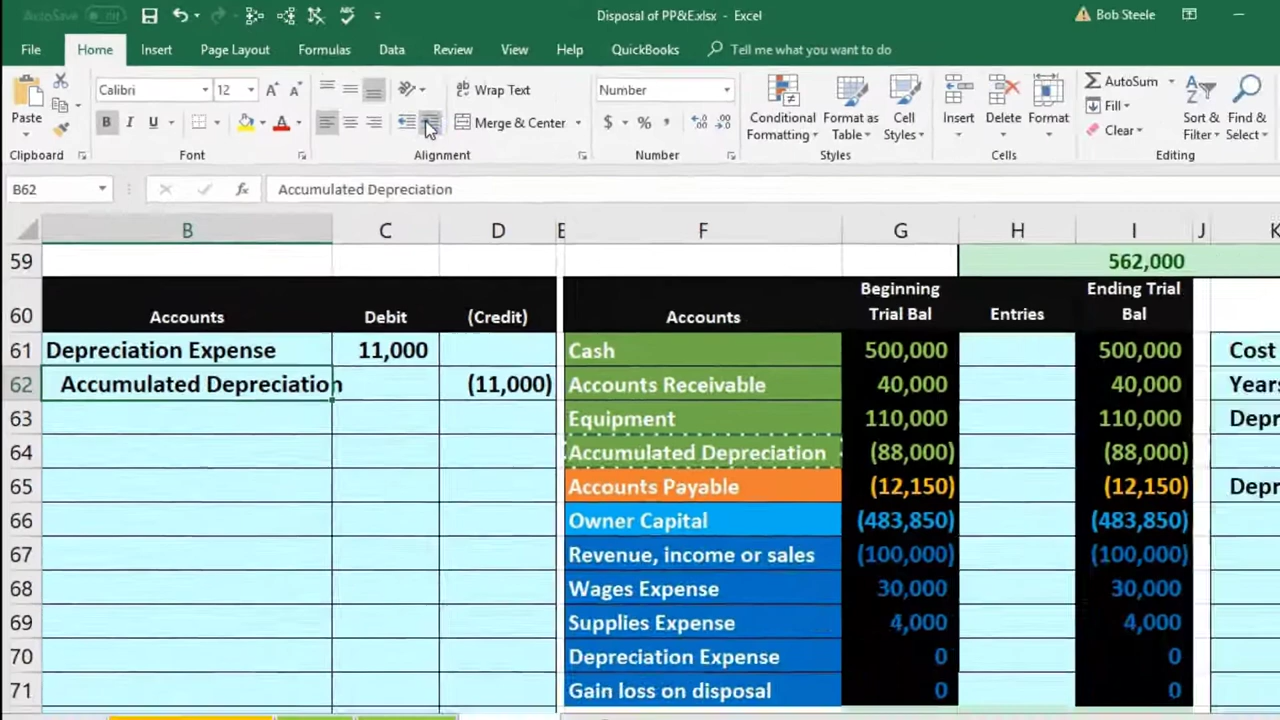 AutoSave Off Disposal of PP&E.xlsx - Excel Bob Steele
File Home Insert Page Layout Formulas Data Review View Help QuickBooks Tell me what you want to do
Paste Calibri 12 Wrap Text Number AutoSum
B I U A Merge & Center $ % , Conditional Formatting Format as Table Cell Styles Insert Delete Format Fill Sort & Filter Find & Select
Clear
Clipboard Font Alignment Number Styles Cells Editing
B62 fx Accumulated Depreciation
B C D E F G H I J K
59 562,000
60 Accounts Debit (Credit) Accounts Beginning Trial Bal Entries Ending Trial Bal
61 Depreciation Expense 11,000 Cash 500,000 500,000 Cost
62 Accumulated Depreciation (11,000) Accounts Receivable 40,000 40,000 Years
63 Equipment 110,000 110,000 Depr
64 Accumulated Depreciation (88,000) (88,000)
65 Accounts Payable (12,150) (12,150) Depr
66 Owner Capital (483,850) (483,850)
67 Revenue, income or sales (100,000) (100,000)
68 Wages Expense 30,000 30,000
69 Supplies Expense 4,000 4,000
70 Depreciation Expense 0 0
71 Gain loss on disposal 0 0